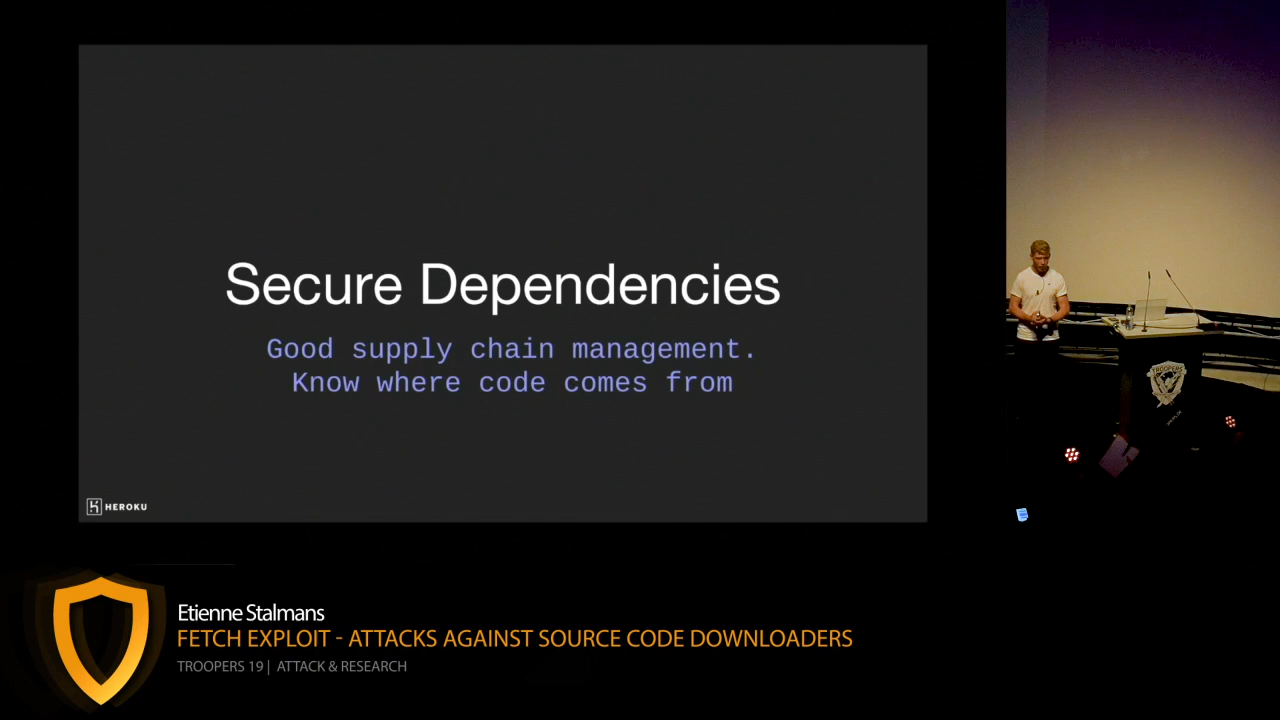 Secure Dependencies
Good supply chain management.
Know where code comes from
HEROKU
TROOPERS
Etienne Stalmans
FETCH EXPLOIT - ATTACKS AGAINST SOURCE CODE DOWNLOADERS
TROOPERS 19 | ATTACK & RESEARCH